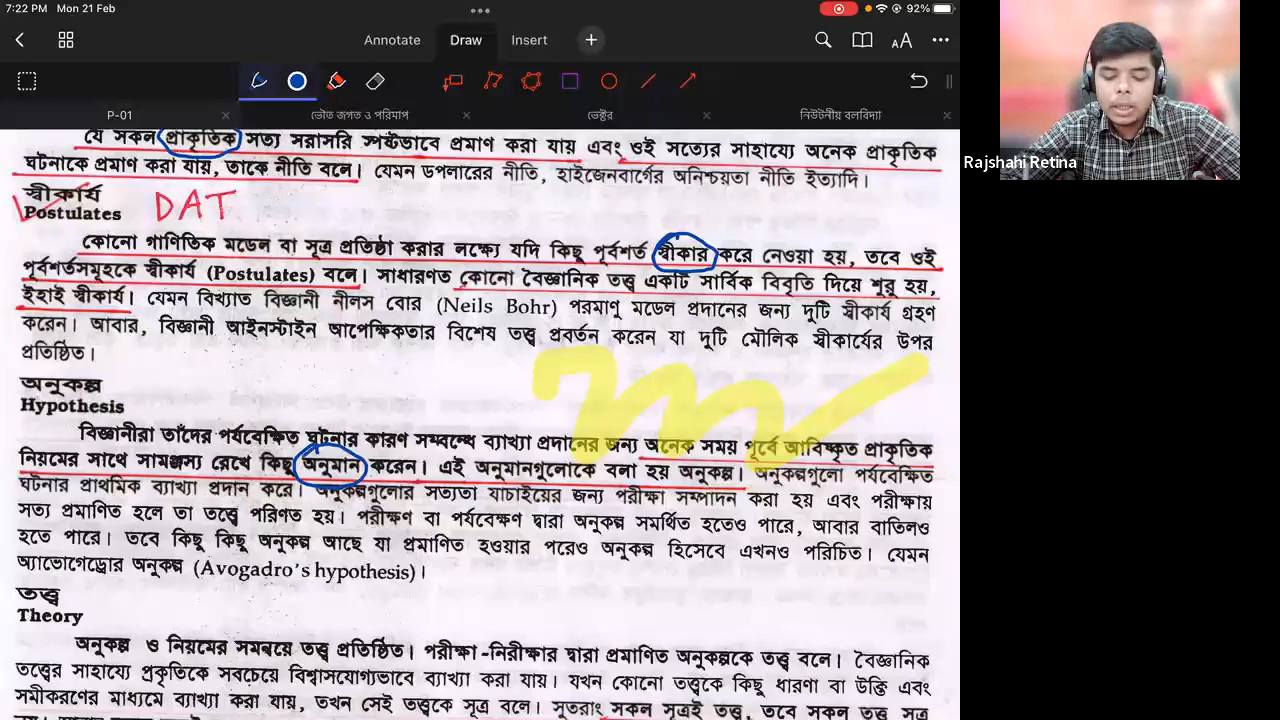 7:22 PM Mon 21 Feb
92%
Annotate Draw Insert
AA
P-01
ভৌত জগত ও পরিমাপ
ভেক্টর
নিউটনীয় বলবিদ্যা
যে সকল প্রাকৃতিক সত্য সরাসরি স্পষ্টভাবে প্রমাণ করা যায় এবং ওই সত্যের সাহায্যে অনেক প্রাকৃতিক
ঘটনাকে প্রমাণ করা যায়, তাকে নীতি বলে। যেমন ডপলারের নীতি, হাইজেনবার্গের অনিশ্চয়তা নীতি ইত্যাদি।
স্বীকার্য
Postulates DAT
কোনো গাণিতিক মডেল বা সূত্র প্রতিষ্ঠা করার লক্ষ্যে যদি কিছু পূর্বশর্ত স্বীকার করে নেওয়া হয়, তবে ওই
পূর্বশর্তসমূহকে স্বীকার্য (Postulates) বলে। সাধারণত কোনো বৈজ্ঞানিক তত্ত্ব একটি সার্বিক বিবৃতি দিয়ে শুরু হয়,
ইহাই স্বীকার্য। যেমন বিখ্যাত বিজ্ঞানী নীলস বোর (Neils Bohr) পরমাণু মডেল প্রদানের জন্য দুটি স্বীকার্য গ্রহণ
করেন। আবার, বিজ্ঞানী আইনস্টাইন আপেক্ষিকতার বিশেষ তত্ত্ব প্রবর্তন করেন যা দুটি মৌলিক স্বীকার্যের উপর
প্রতিষ্ঠিত।
অনুকল্প
Hypothesis
বিজ্ঞানীরা তাঁদের পর্যবেক্ষিত ঘটনার কারণ সম্বন্ধে ব্যাখ্যা প্রদানের জন্য অনেক সময় পূর্বে আবিষ্কৃত প্রাকৃতিক
নিয়মের সাথে সামঞ্জস্য রেখে কিছু অনুমান করেন। এই অনুমানগুলোকে বলা হয় অনুকল্প। অনুকল্পগুলো পর্যবেক্ষিত
ঘটনার প্রাথমিক ব্যাখ্যা প্রদান করে। অনুকল্পগুলোর সত্যতা যাচাইয়ের জন্য পরীক্ষা সম্পাদন করা হয় এবং পরীক্ষায়
সত্য প্রমাণিত হলে তা তত্ত্বে পরিণত হয়। পরীক্ষণ বা পর্যবেক্ষণ দ্বারা অনুকল্প সমর্থিত হতেও পারে, আবার বাতিলও
হতে পারে। তবে কিছু কিছু অনুকল্প আছে যা প্রমাণিত হওয়ার পরেও অনুকল্প হিসেবে এখনও পরিচিত। যেমন
অ্যাভোগেড্রোর অনুকল্প (Avogadro's hypothesis)।
তত্ত্ব
Theory
অনুকল্প ও নিয়মের সমন্বয়ে তত্ত্ব প্রতিষ্ঠিত। পরীক্ষা-নিরীক্ষার দ্বারা প্রমাণিত অনুকল্পকে তত্ত্ব বলে। বৈজ্ঞানিক
তত্ত্বের সাহায্যে প্রকৃতিকে সবচেয়ে বিশ্বাসযোগ্যভাবে ব্যাখ্যা করা যায়। যখন কোনো তত্ত্বকে কিছু ধারণা বা উক্তি এবং
সমীকরণের মাধ্যমে ব্যাখ্যা করা যায়, তখন সেই তত্ত্বকে সূত্র বলে। সুতরাং সকল সূত্রই তত্ত্ব, তবে সকল তত্ত্ব সূত্র
Rajshahi Retina